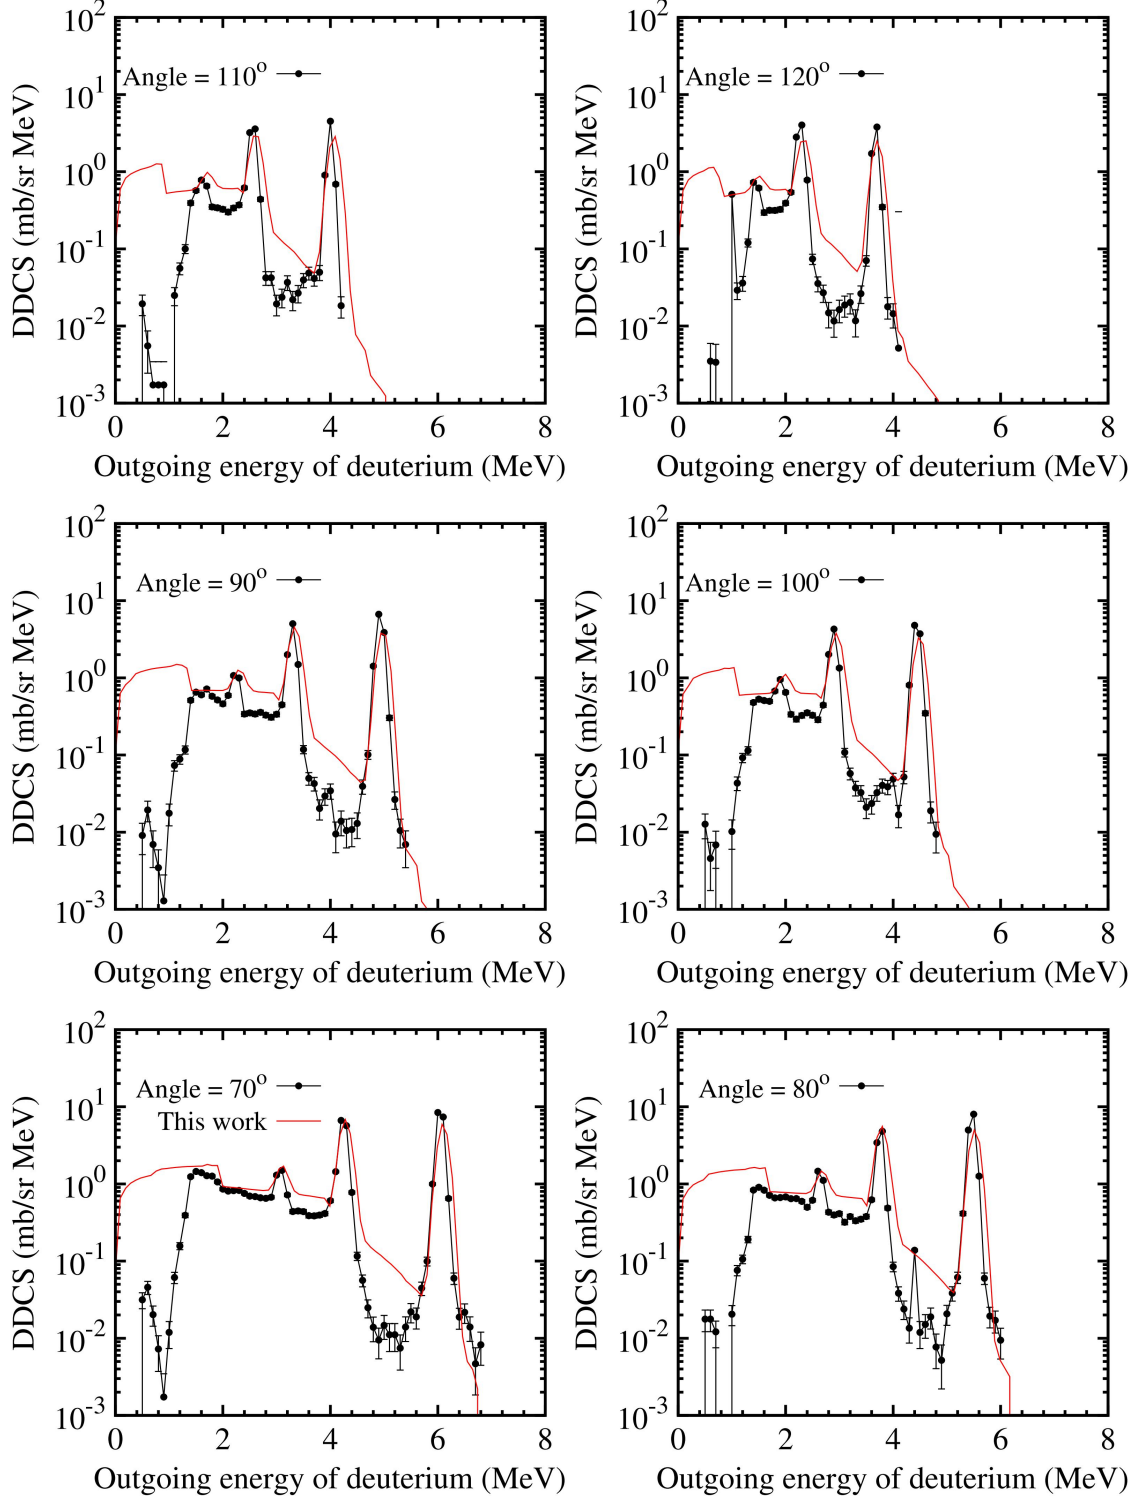 10^2
10^1
10^0
10^-1
10^-2
10^-3
0 2 4 6 8
DDCS (mb/sr MeV)
Angle = 110^o
Outgoing energy of deuterium (MeV)
10^2
10^1
10^0
10^-1
10^-2
10^-3
0 2 4 6 8
DDCS (mb/sr MeV)
Angle = 120^o
Outgoing energy of deuterium (MeV)
10^2
10^1
10^0
10^-1
10^-2
10^-3
0 2 4 6 8
DDCS (mb/sr MeV)
Angle = 90^o
Outgoing energy of deuterium (MeV)
10^2
10^1
10^0
10^-1
10^-2
10^-3
0 2 4 6 8
DDCS (mb/sr MeV)
Angle = 100^o
Outgoing energy of deuterium (MeV)
10^2
10^1
10^0
10^-1
10^-2
10^-3
0 2 4 6 8
DDCS (mb/sr MeV)
Angle = 70^o
This work
Outgoing energy of deuterium (MeV)
10^2
10^1
10^0
10^-1
10^-2
10^-3
0 2 4 6 8
DDCS (mb/sr MeV)
Angle = 80^o
Outgoing energy of deuterium (MeV)